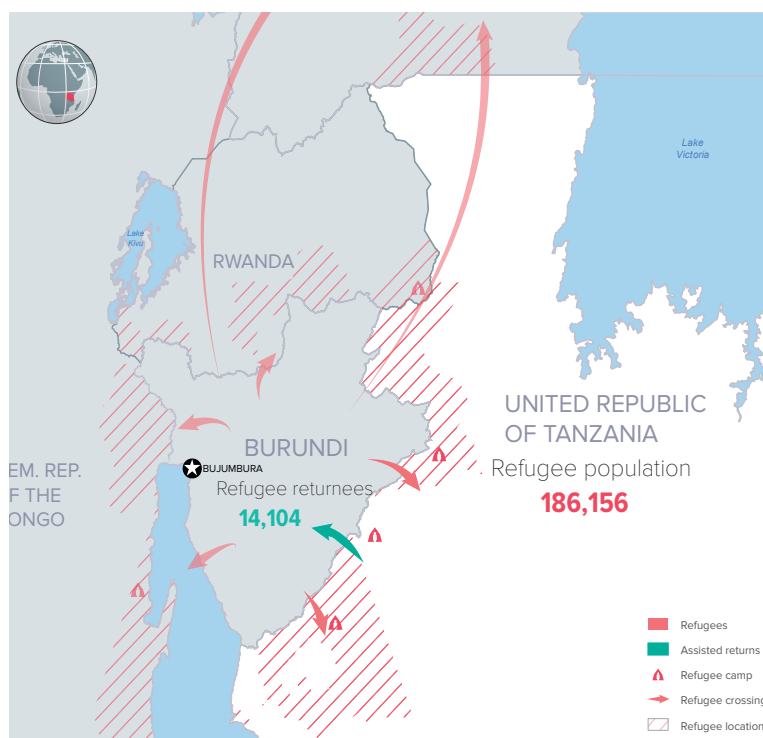 Lake
Victoria
Lake
Kivu
RWANDA
UNITED REPUBLIC
OF TANZANIA
Refugee population
186,156
BURUNDI
BUJUMBURA
Refugee returnees
14,104
EM. REP.
F THE
ONGO
Refugees
Assisted returns
Refugee camp
Refugee crossing
Refugee location